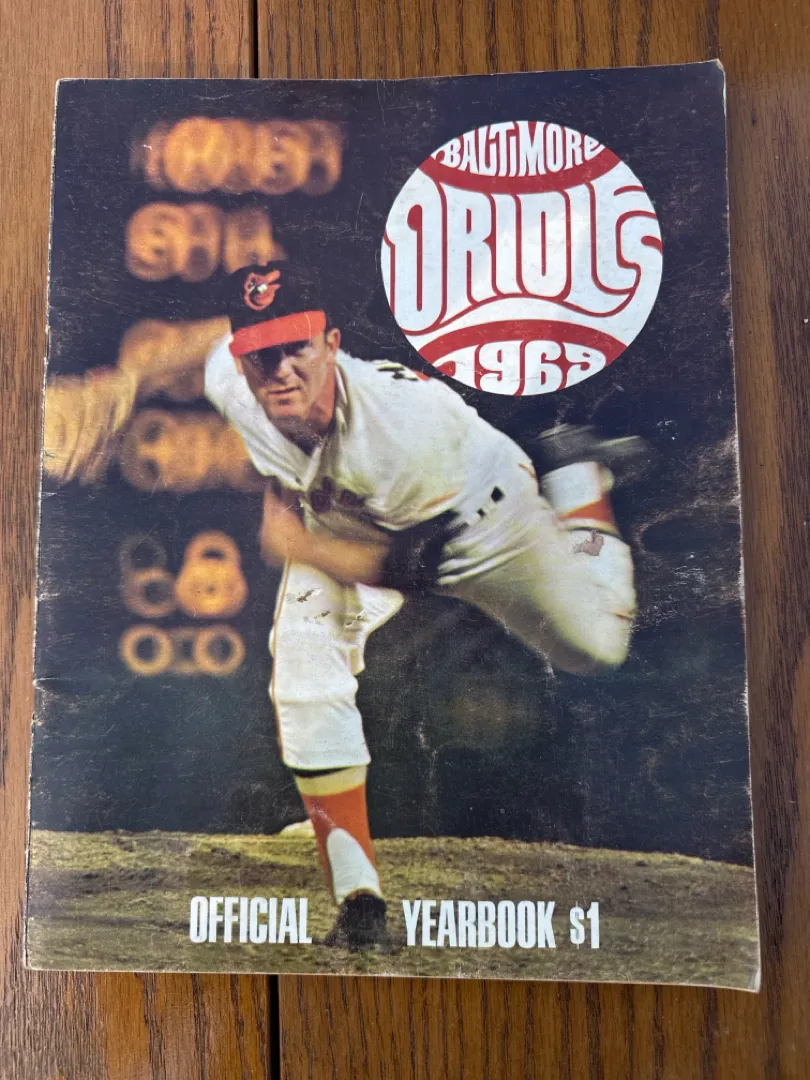 BALTIMORE
ORIOLES
1969
OFFICIAL YEARBOOK $1